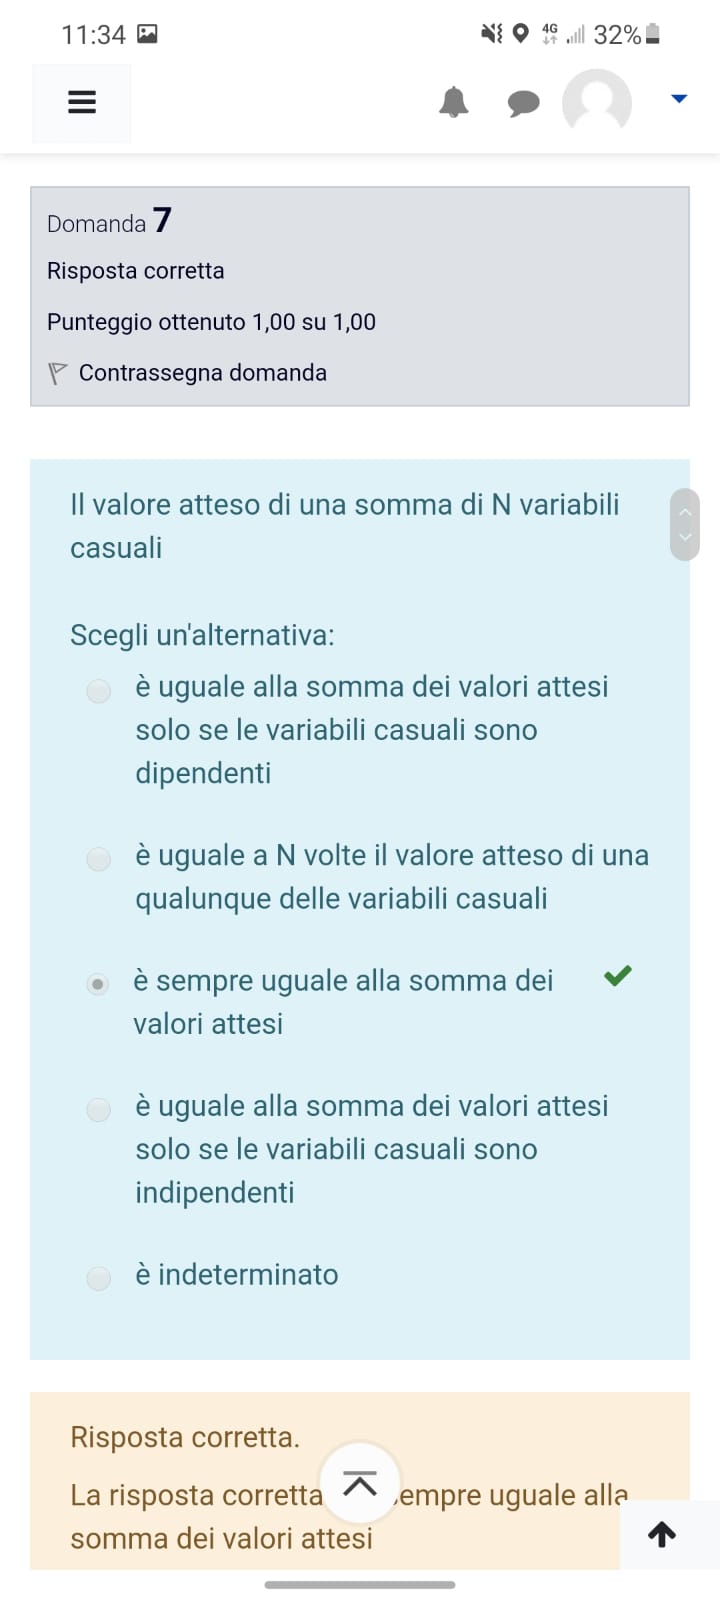 11:34 4G 32%
Domanda 7
Risposta corretta
Punteggio ottenuto 1,00 su 1,00
Contrassegna domanda
Il valore atteso di una somma di N variabili
casuali
Scegli un'alternativa:
è uguale alla somma dei valori attesi
solo se le variabili casuali sono
dipendenti
è uguale a N volte il valore atteso di una
qualunque delle variabili casuali
è sempre uguale alla somma dei
valori attesi
è uguale alla somma dei valori attesi
solo se le variabili casuali sono
indipendenti
è indeterminato
Risposta corretta.
La risposta corretta uguale alla
somma dei valori attesi